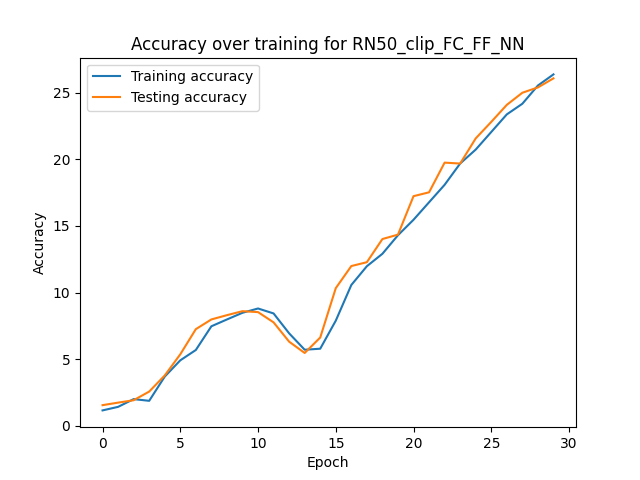 Accuracy over training for RN50_clip_FC_FF_NN
Training accuracy
Testing accuracy
25
20
15
10
5
0
Accuracy
0 5 10 15 20 25 30
Epoch